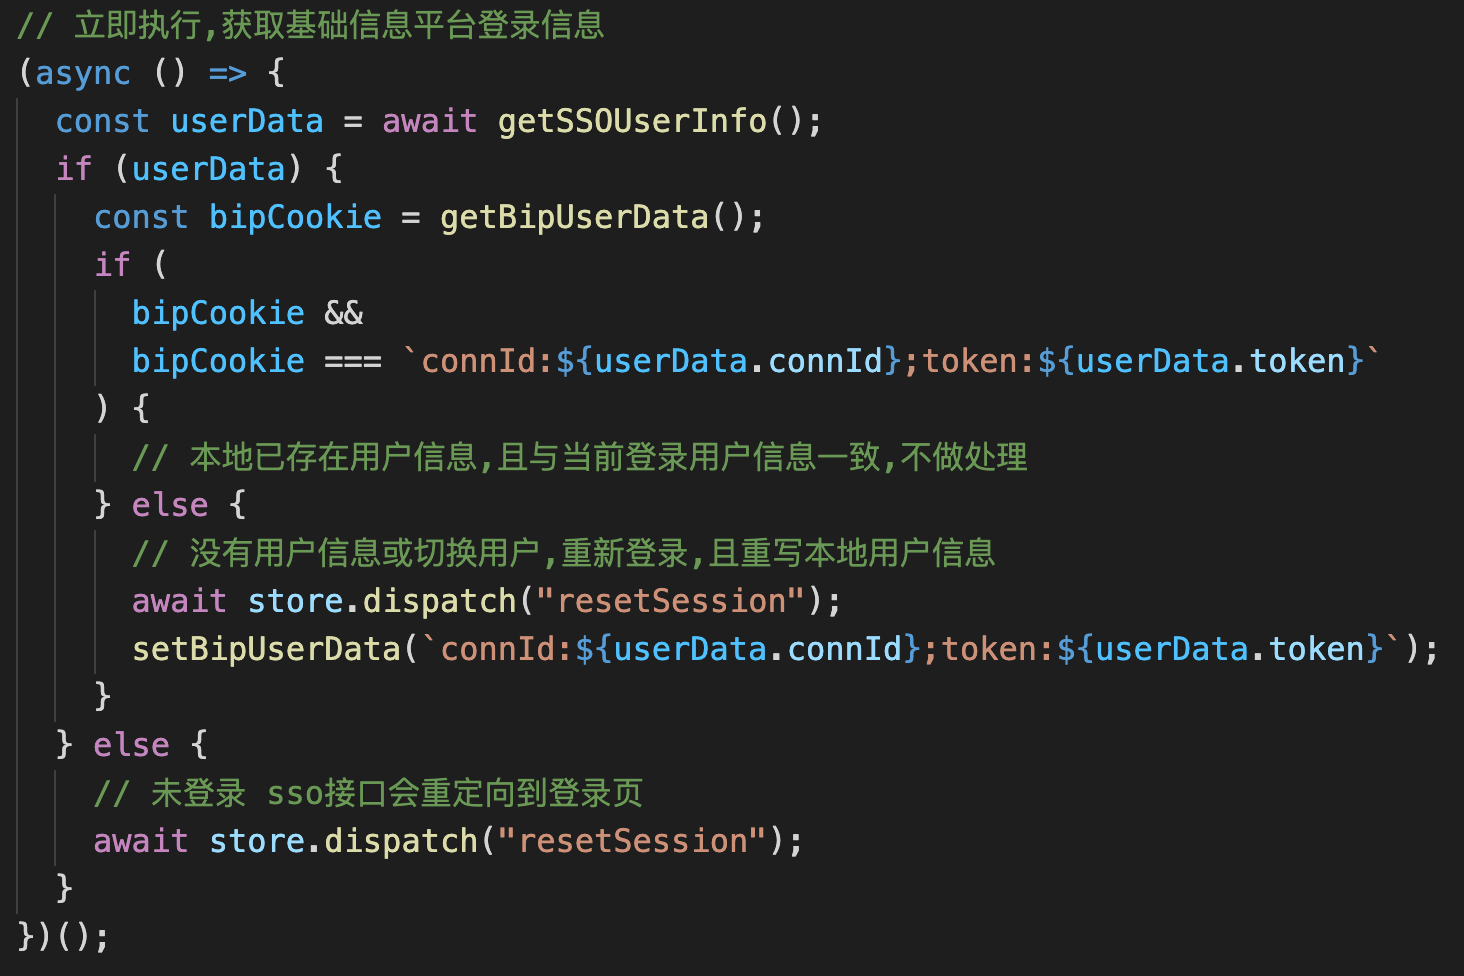 // 立即执行,获取基础信息平台登录信息
(async () => {
  const userData = await getSSOUserInfo();
  if (userData) {
    const bipCookie = getBipUserData();
    if (
      bipCookie &&
      bipCookie === `connId:${userData.connId};token:${userData.token}`
    ) {
      // 本地已存在用户信息,且与当前登录用户信息一致,不做处理
    } else {
      // 没有用户信息或切换用户,重新登录,且重写本地用户信息
      await store.dispatch("resetSession");
      setBipUserData(`connId:${userData.connId};token:${userData.token}`);
    }
  } else {
    // 未登录 sso接口会重定向到登录页
    await store.dispatch("resetSession");
  }
})();